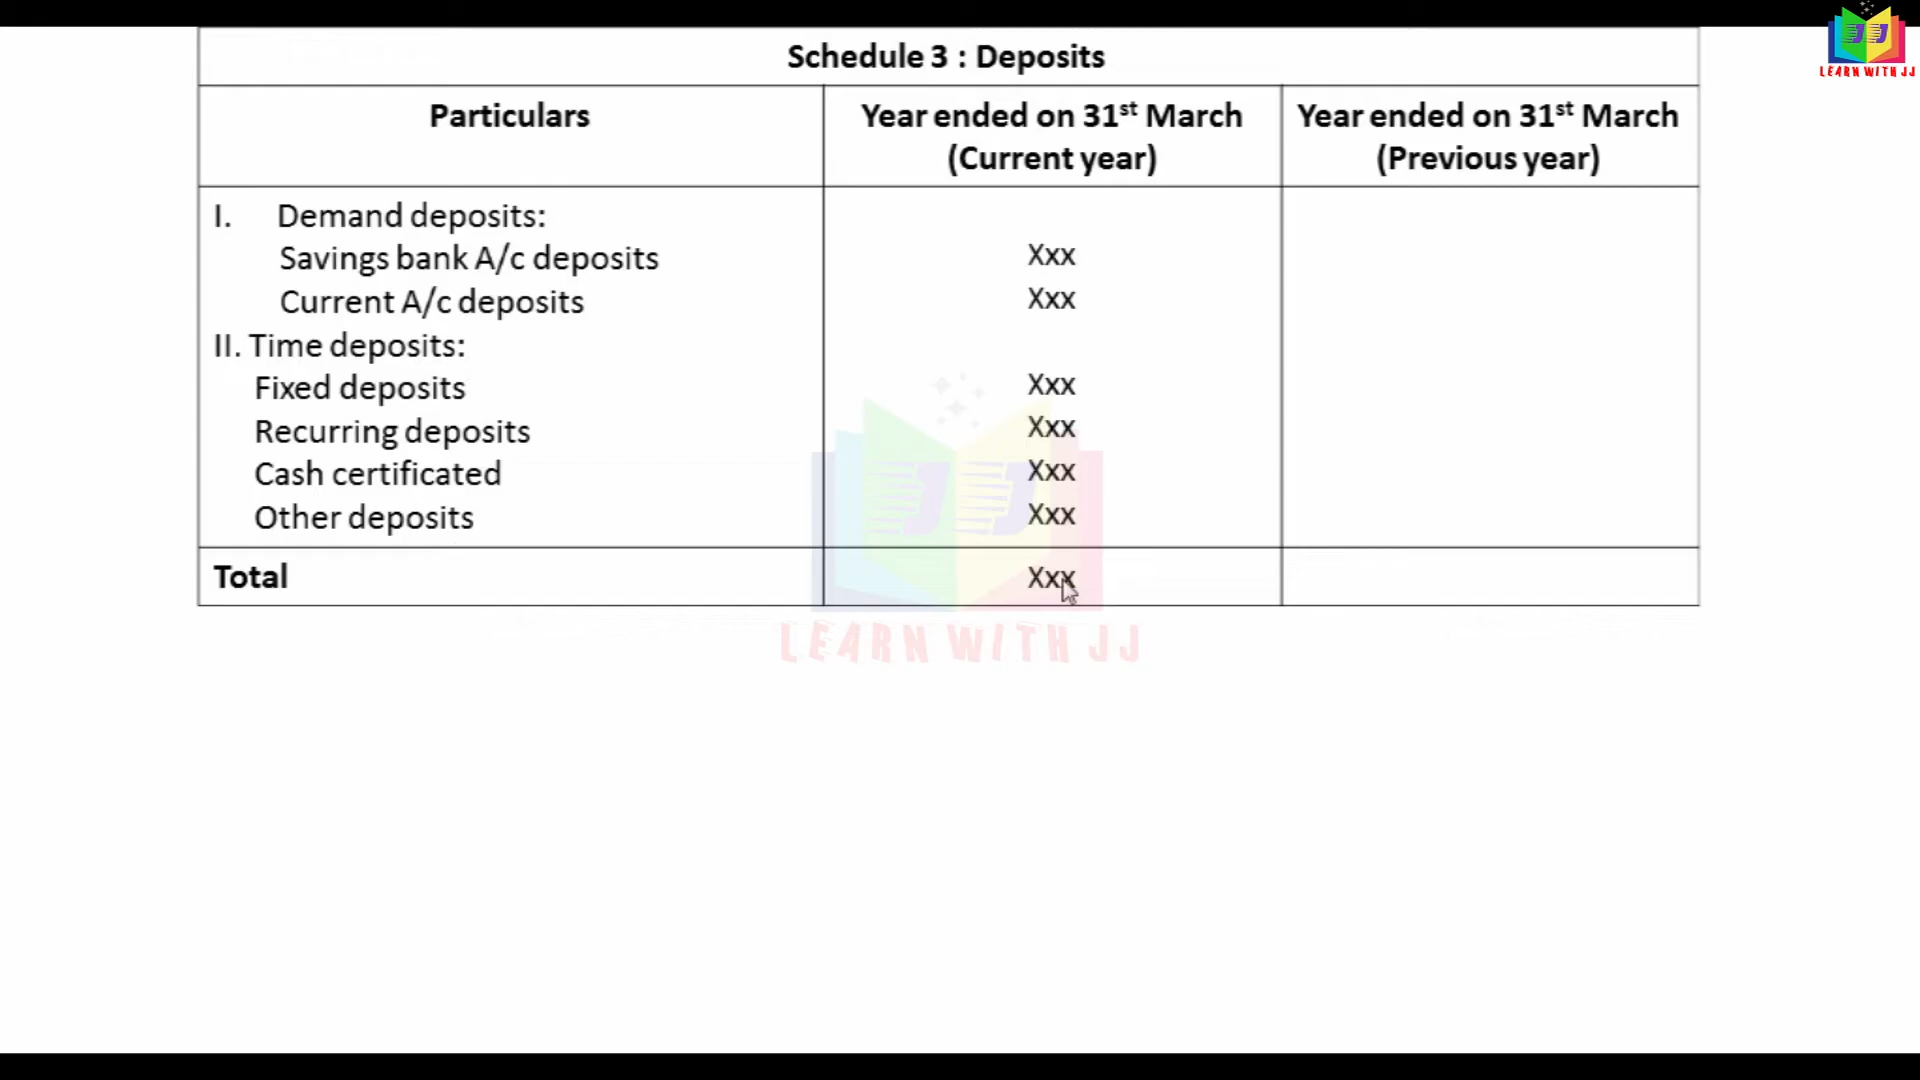 Schedule 3 : Deposits
Particulars
Year ended on 31st March
(Current year)
Year ended on 31st March
(Previous year)
I. Demand deposits:
Savings bank A/c deposits Xxx
Current A/c deposits Xxx
II. Time deposits:
Fixed deposits Xxx
Recurring deposits Xxx
Cash certificated Xxx
Other deposits Xxx
Total Xxx
JJ
LEARN WITH JJ
JJ
LEARN WITH JJ